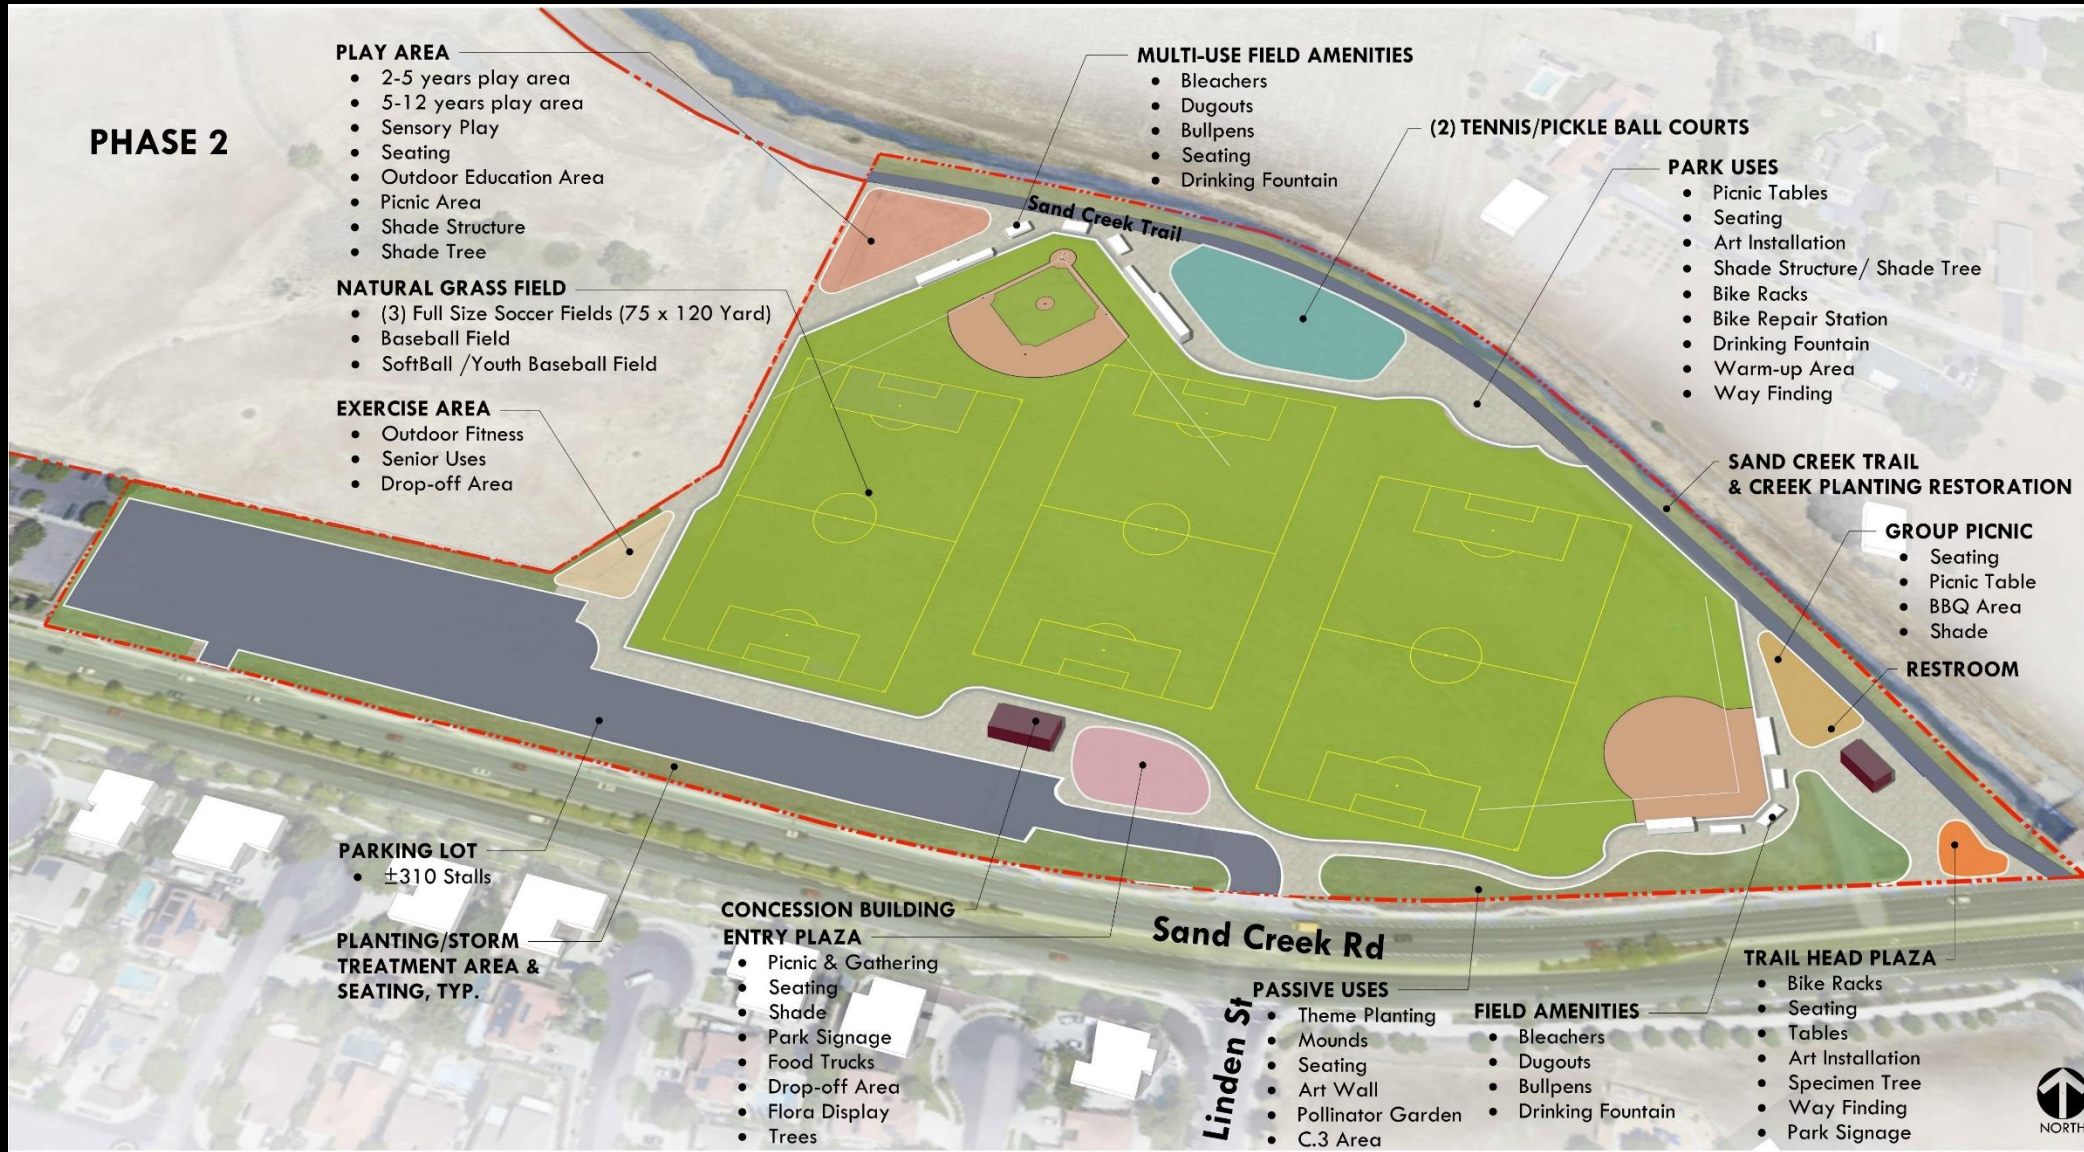 PHASE 2
PLAY AREA
• 2-5 years play area
• 5-12 years play area
• Sensory Play
• Seating
• Outdoor Education Area
• Picnic Area
• Shade Structure
• Shade Tree
NATURAL GRASS FIELD
• (3) Full Size Soccer Fields (75 x 120 Yard)
• Baseball Field
• SoftBall /Youth Baseball Field
EXERCISE AREA
• Outdoor Fitness
• Senior Uses
• Drop-off Area
MULTI-USE FIELD AMENITIES
• Bleachers
• Dugouts
• Bullpens
• Seating
• Drinking Fountain
(2) TENNIS/PICKLE BALL COURTS
PARK USES
• Picnic Tables
• Seating
• Art Installation
• Shade Structure/ Shade Tree
• Bike Racks
• Bike Repair Station
• Drinking Fountain
• Warm-up Area
• Way Finding
Sand Creek Trail
SAND CREEK TRAIL
& CREEK PLANTING RESTORATION
GROUP PICNIC
• Seating
• Picnic Table
• BBQ Area
• Shade
RESTROOM
PARKING LOT
• ±310 Stalls
PLANTING/STORM
TREATMENT AREA &
SEATING, TYP.
CONCESSION BUILDING
ENTRY PLAZA
• Picnic & Gathering
• Seating
• Shade
• Park Signage
• Food Trucks
• Drop-off Area
• Flora Display
• Trees
Sand Creek Rd
Linden St
PASSIVE USES
• Theme Planting
• Mounds
• Seating
• Art Wall
• Pollinator Garden
• C.3 Area
FIELD AMENITIES
• Bleachers
• Dugouts
• Bullpens
• Drinking Fountain
TRAIL HEAD PLAZA
• Bike Racks
• Seating
• Tables
• Art Installation
• Specimen Tree
• Way Finding
• Park Signage
NORTH